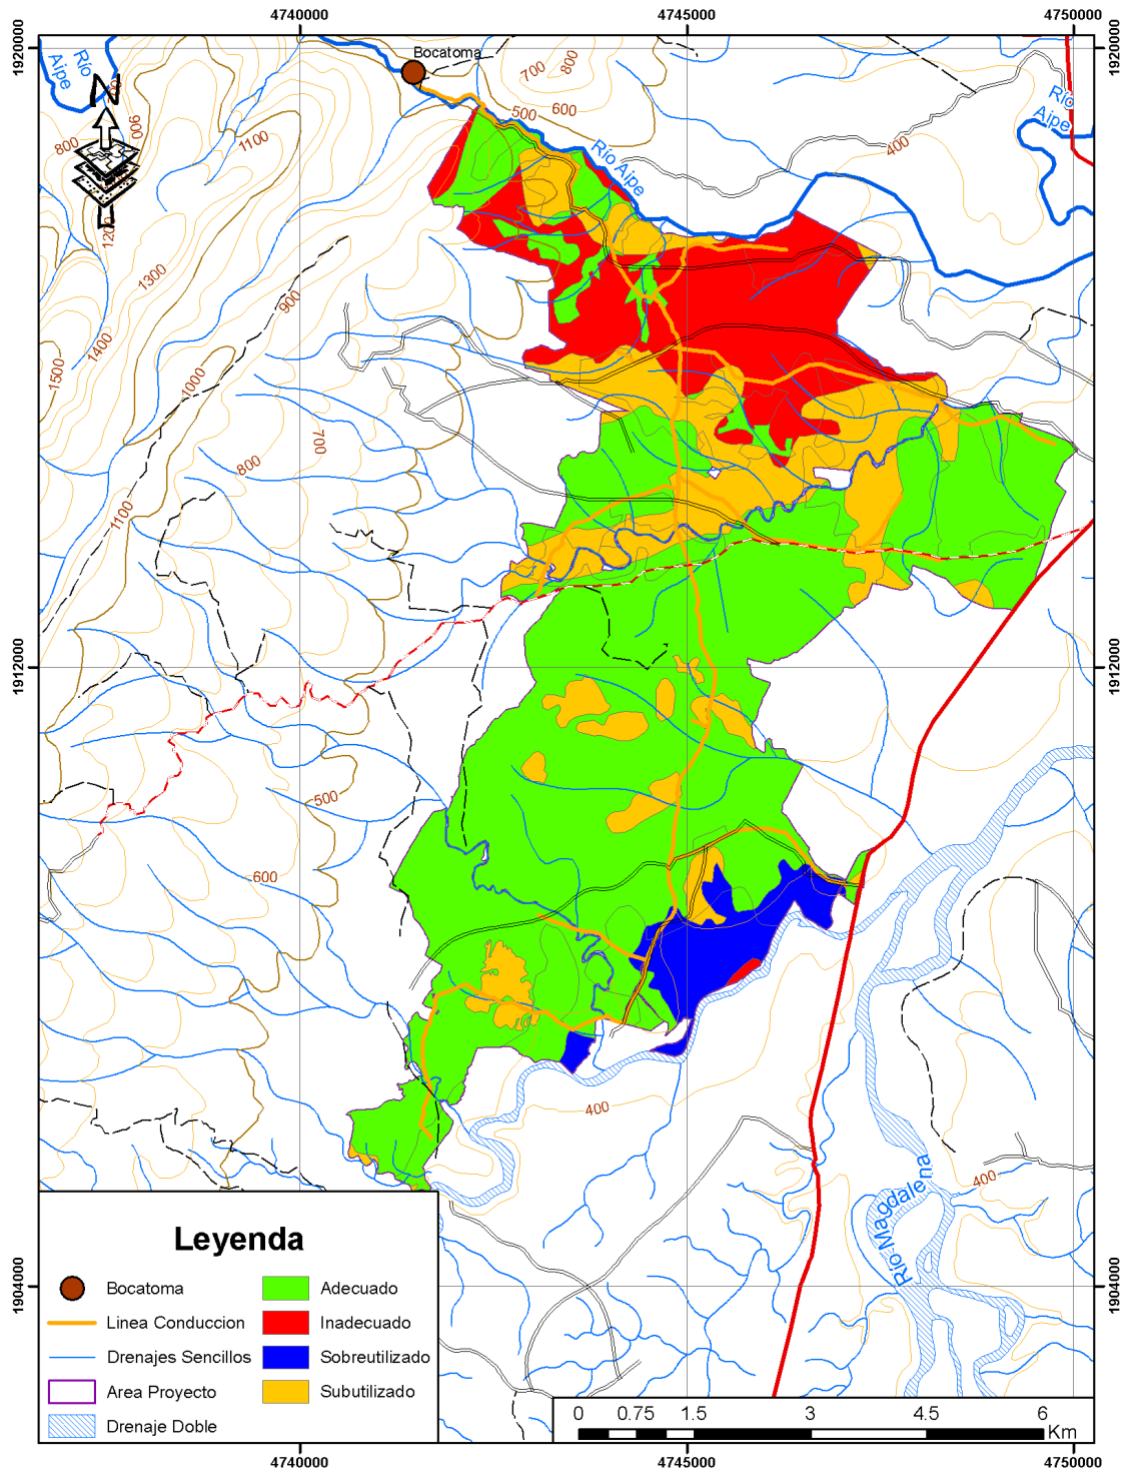 4740000
4745000
4750000
1920000
1920000
Bocatoma
Río
Aipe
N
700
800
600
500
Río
Aipe
Río Aipe
400
800
900
1100
1200
1300
900
1400
1500
1000
700
800
1100
1912000
1912000
500
600
400
400
Río Magdalena
1904000
1904000
Leyenda
Bocatoma
Linea Conduccion
Drenajes Sencillos
Area Proyecto
Drenaje Doble
Adecuado
Inadecuado
Sobreutilizado
Subutilizado
0 0.75 1.5 3 4.5 6
Km
4740000
4745000
4750000